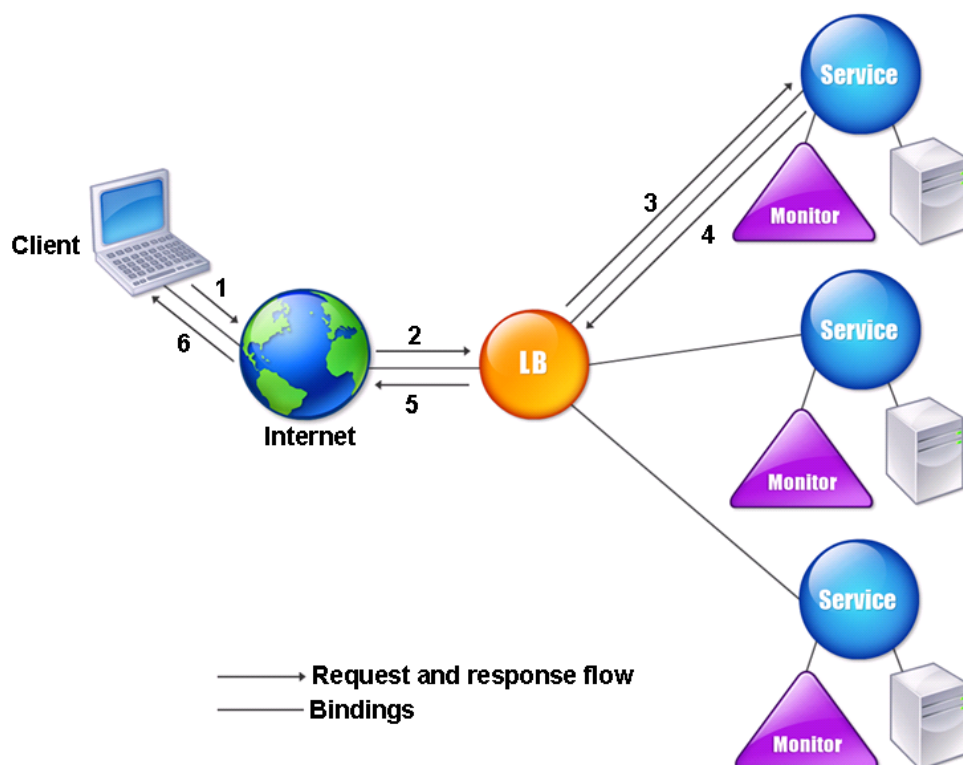 Service
Monitor
3
4
Client
1
6
2
LB
5
Internet
Service
Monitor
Service
Monitor
Request and response flow
Bindings